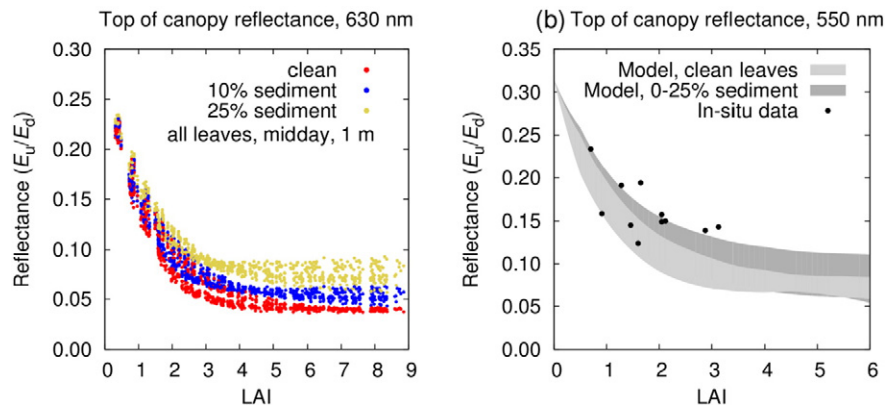 Top of canopy reflectance, 630 nm
0.30
0.25
0.20
0.15
0.10
0.05
0.00
Reflectance (Eu/Ed)
clean
10% sediment
25% sediment
all leaves, midday, 1 m
0 1 2 3 4 5 6 7 8 9
LAI
(b) Top of canopy reflectance, 550 nm
0.35
0.30
0.25
0.20
0.15
0.10
0.05
0.00
Reflectance (Eu/Ed)
Model, clean leaves
Model, 0-25% sediment
In-situ data
0 1 2 3 4 5 6
LAI